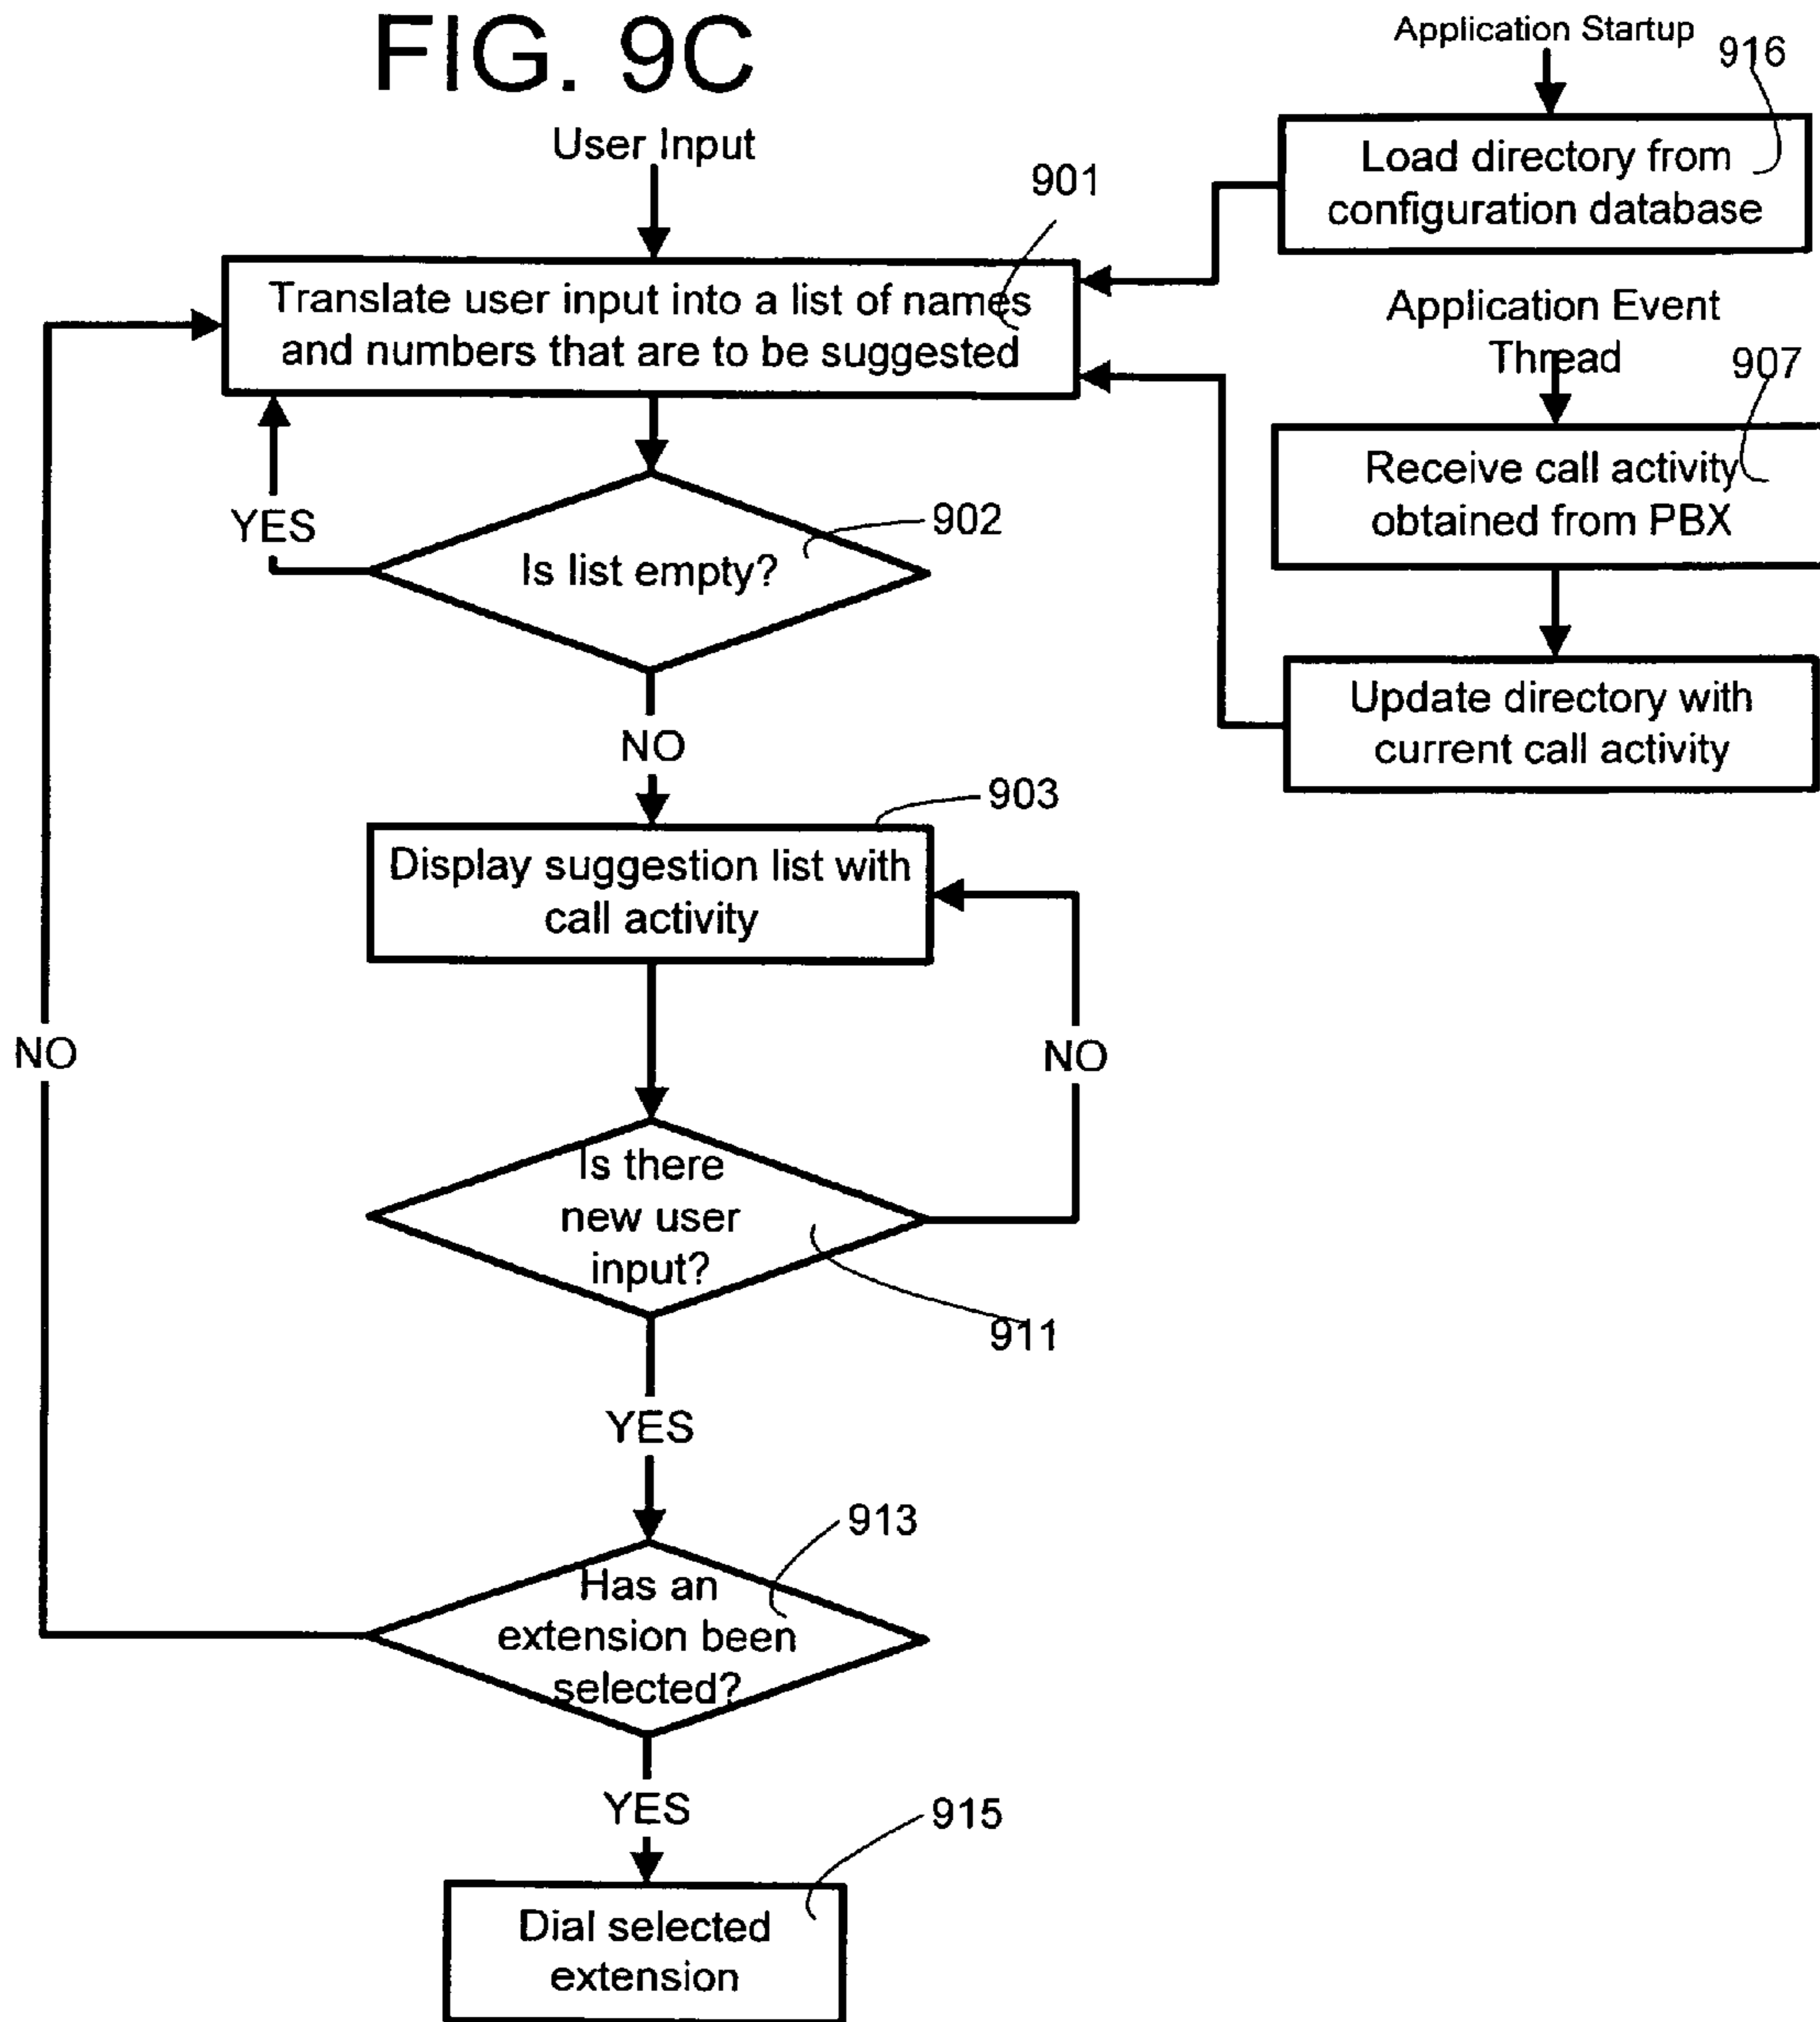 FIG. 9C
User Input
901
Translate user input into a list of names
and numbers that are to be suggested
YES
902
Is list empty?
NO
903
Display suggestion list with
call activity
NO
NO
Is there
new user
input?
911
YES
913
Has an
extension been
selected?
YES
915
Dial selected
extension
Application Startup
916
Load directory from
configuration database
Application Event
Thread
907
Receive call activity
obtained from PBX
Update directory with
current call activity